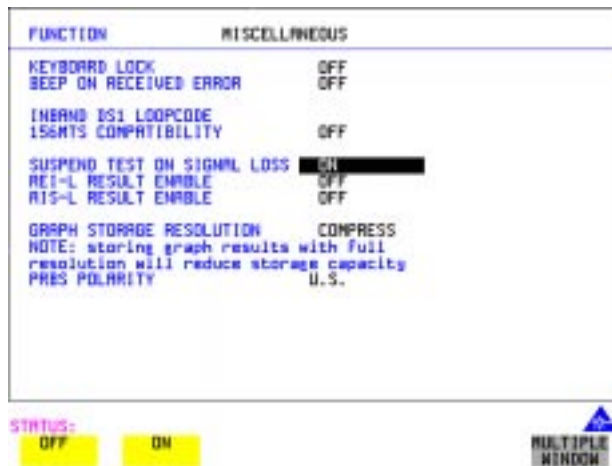 FUNCTION MISCELLANEOUS
KEYBOARD LOCK OFF
BEEP ON RECEIVED ERROR OFF
INBAND DS1 LOOPCODE
156MTS COMPATIBILITY OFF
SUSPEND TEST ON SIGNAL LOSS ON
REI-L RESULT ENABLE OFF
AIS-L RESULT ENABLE OFF
GRAPH STORAGE RESOLUTION COMPRESS
NOTE: storing graph results with full
resolution will reduce storage capacity
PRBS POLARITY U.S.
STATUS:
OFF ON MULTIPLE
WINDOW